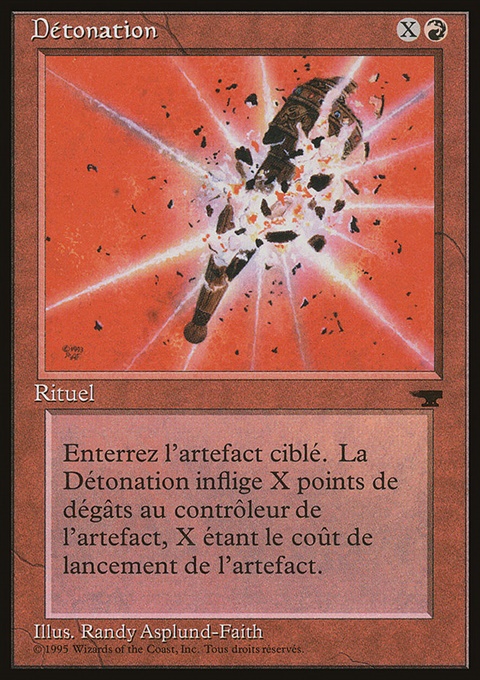 Détonation
X
Rituel
Enterrez l'artefact ciblé. La
Détonation inflige X points de
dégâts au contrôleur de
l'artefact, X étant le coût de
lancement de l'artefact.
Illus. Randy Asplund-Faith
©1995 Wizards of the Coast, Inc. Tous droits réservés.